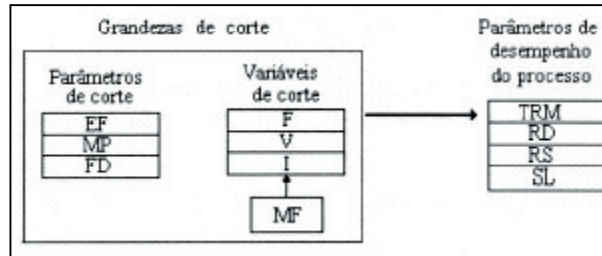 Grandezas de corte
Parâmetros
de corte
EF
MP
FD
Variáveis
de corte
F
V
I
MF
Parâmetros de
desempenho
do processo
TRM
RD
RS
SL